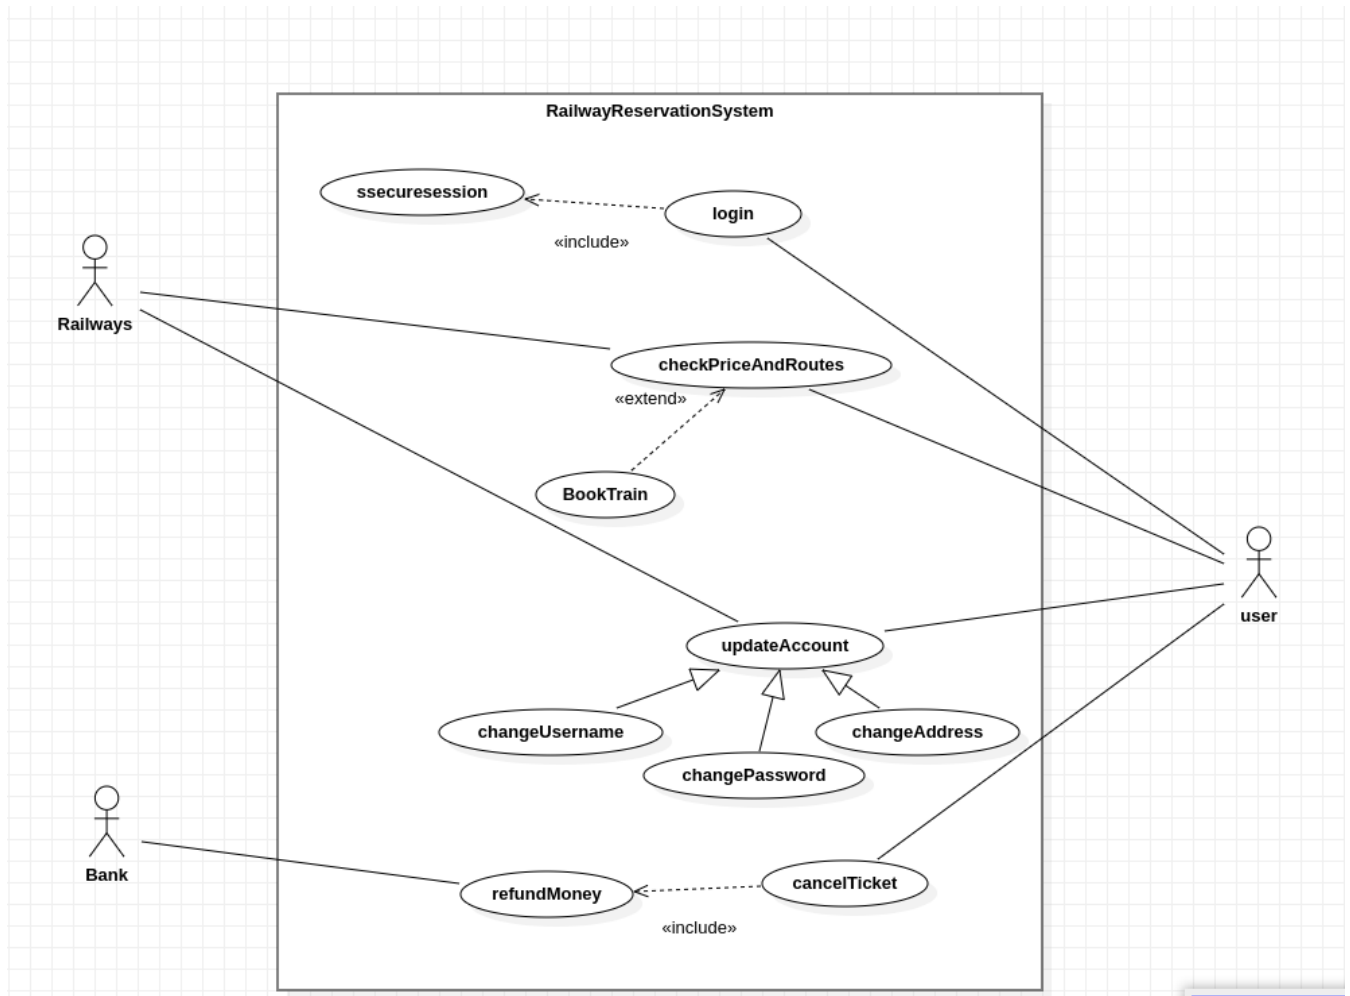 RailwayReservationSystem
ssecuresession
login
«include»
Railways
checkPriceAndRoutes
«extend»
BookTrain
user
updateAccount
changeUsername
changeAddress
changePassword
Bank
refundMoney
cancelTicket
«include»